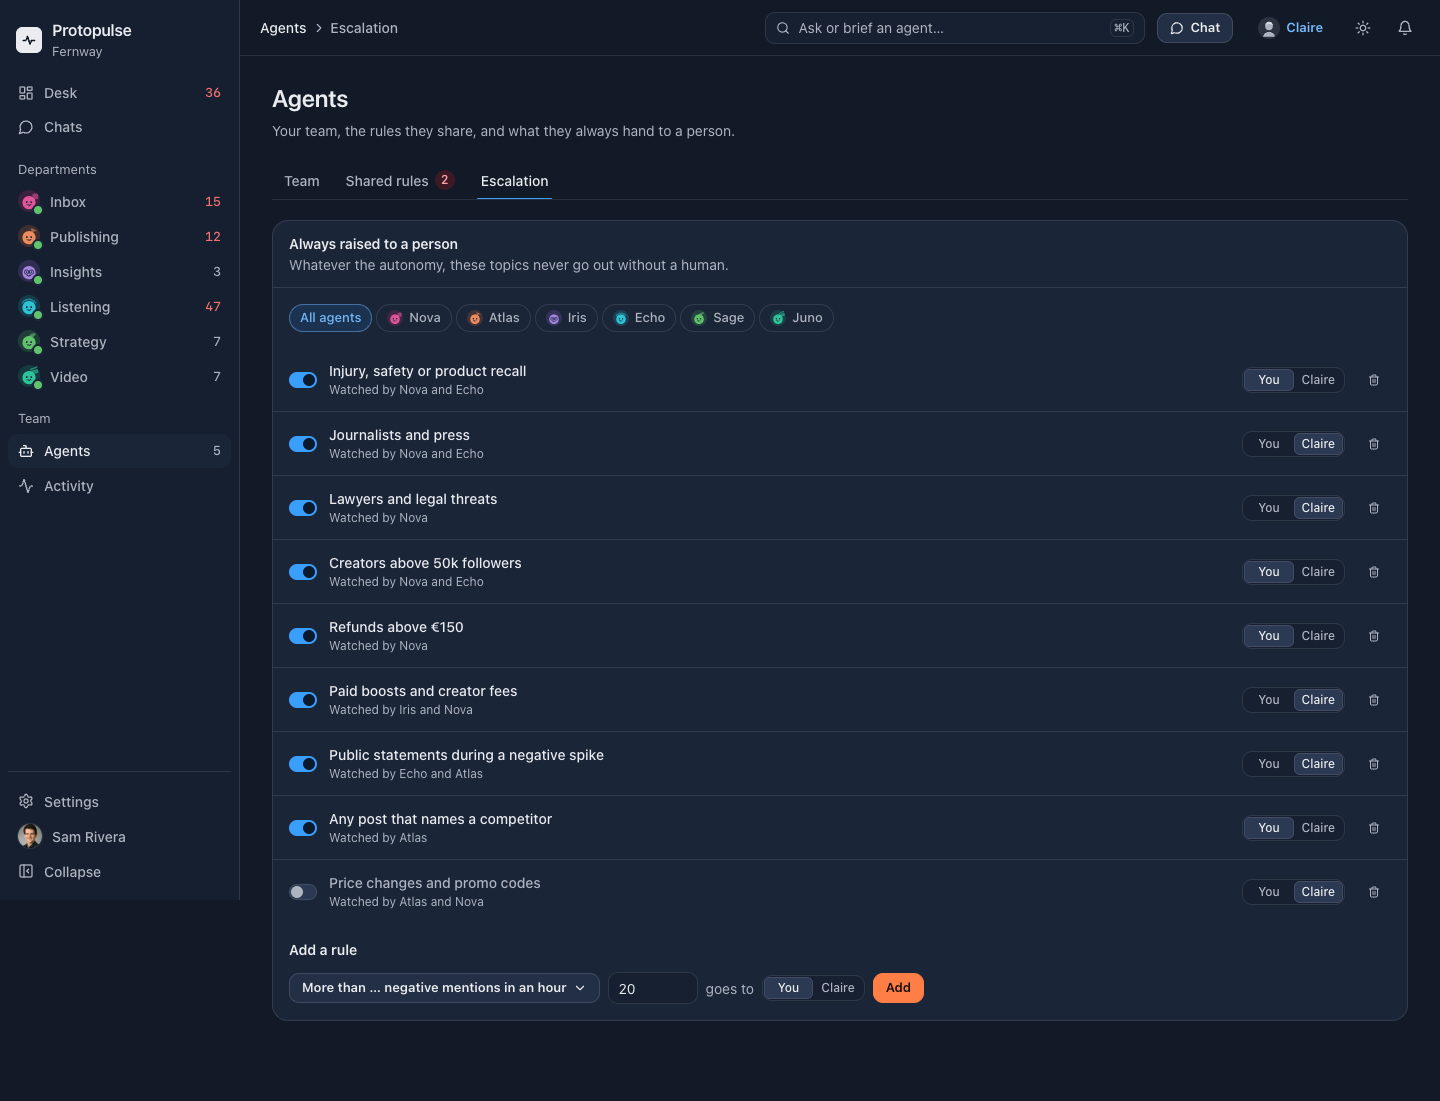 Protopulse
Fernway
Desk
36
Chats
Departments
Inbox
15
Publishing
12
Insights
3
Listening
47
Strategy
7
Video
7
Team
Agents
5
Activity
Settings
Sam Rivera
Collapse
Agents > Escalation
Ask or brief an agent...
⌘K
Chat
Claire
Agents
Your team, the rules they share, and what they always hand to a person.
Team
Shared rules 2
Escalation
Always raised to a person
Whatever the autonomy, these topics never go out without a human.
All agents
Nova
Atlas
Iris
Echo
Sage
Juno
Injury, safety or product recall
Watched by Nova and Echo
You Claire
Journalists and press
Watched by Nova and Echo
You Claire
Lawyers and legal threats
Watched by Nova
You Claire
Creators above 50k followers
Watched by Nova and Echo
You Claire
Refunds above €150
Watched by Nova
You Claire
Paid boosts and creator fees
Watched by Iris and Nova
You Claire
Public statements during a negative spike
Watched by Echo and Atlas
You Claire
Any post that names a competitor
Watched by Atlas
You Claire
Price changes and promo codes
Watched by Atlas and Nova
You Claire
Add a rule
More than ... negative mentions in an hour
20
goes to
You Claire
Add